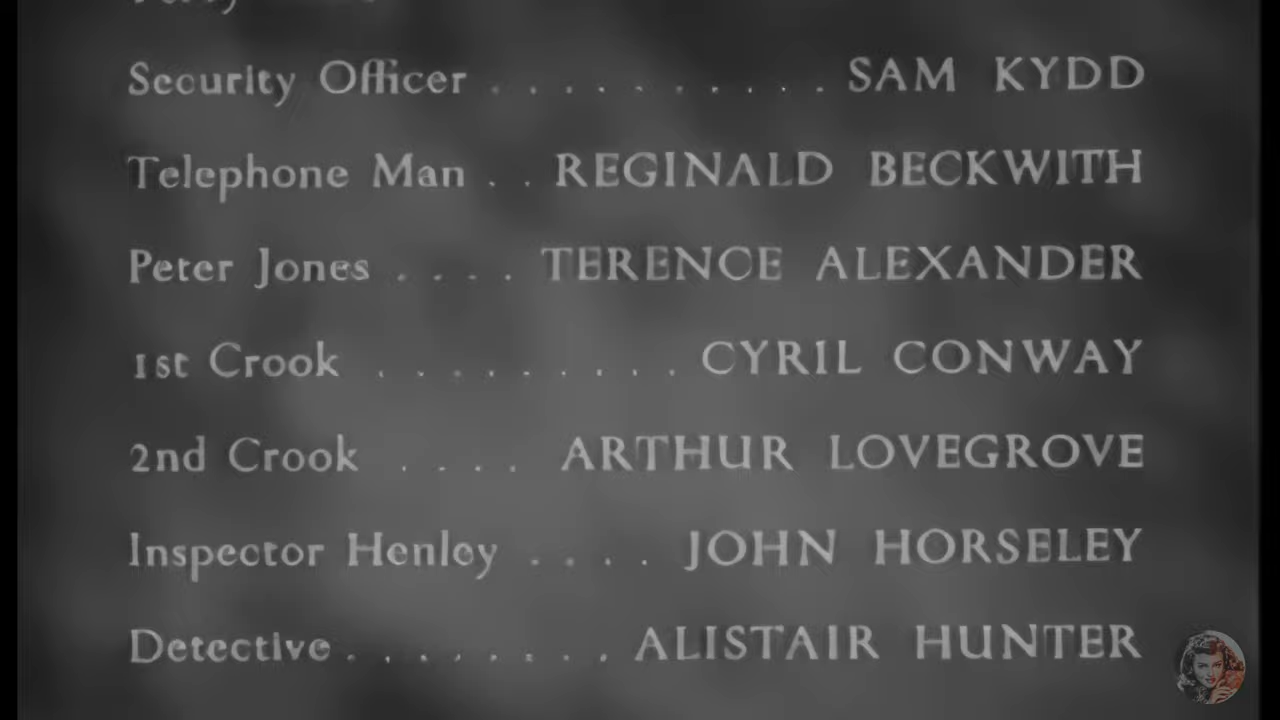 Security Officer . . . . . . . . . . SAM KYDD
Telephone Man . . REGINALD BECKWITH
Peter Jones . . . . TERENCE ALEXANDER
1st Crook . . . . . . . . . CYRIL CONWAY
2nd Crook . . . . ARTHUR LOVEGROVE
Inspector Henley . . . . JOHN HORSELEY
Detective . . . . . . . . ALISTAIR HUNTER